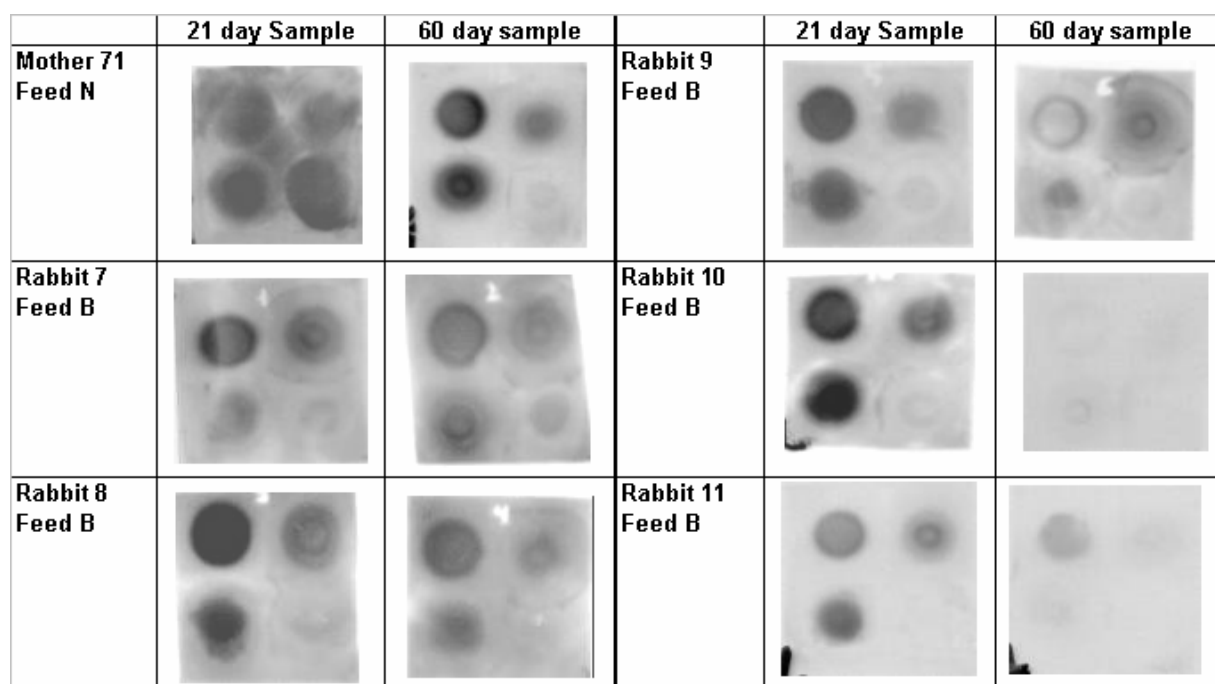 21 day Sample 60 day sample 21 day Sample 60 day sample
Mother 71
Feed N
Rabbit 9
Feed B
Rabbit 7
Feed B
Rabbit 10
Feed B
Rabbit 8
Feed B
Rabbit 11
Feed B